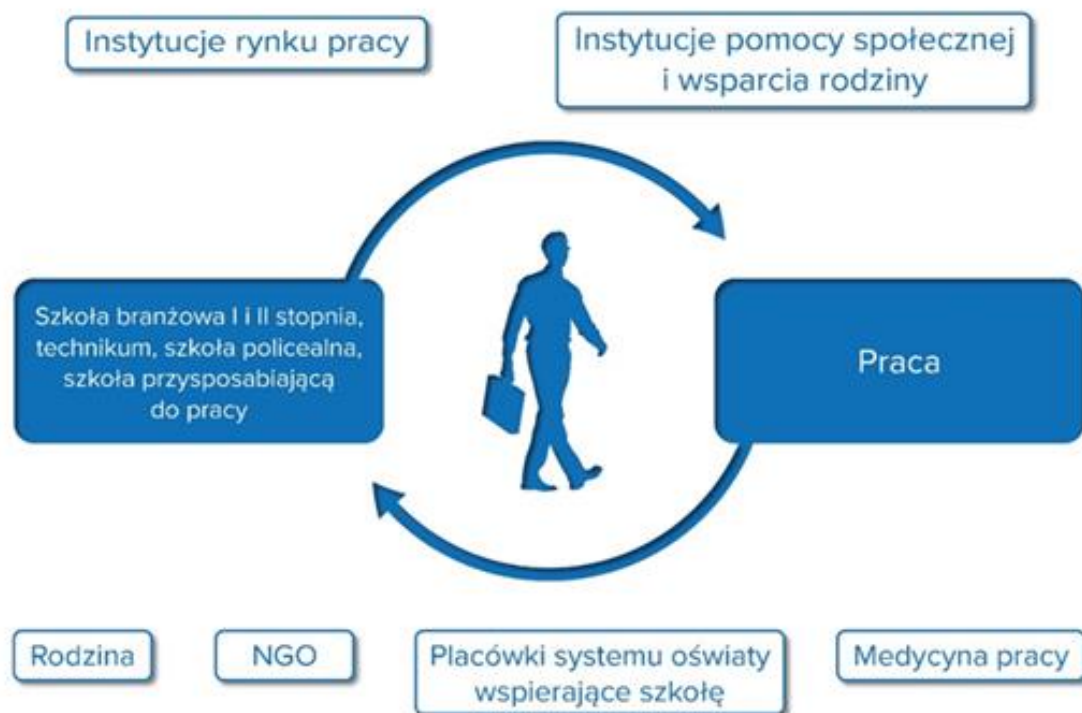 Instytucje rynku pracy
Instytucje pomocy społecznej
i wsparcia rodziny
Szkoła branżowa I i II stopnia,
technikum, szkoła policealna,
szkoła przysposabiającą
do pracy
Praca
Rodzina
NGO
Placówki systemu oświaty
wspierające szkołę
Medycyna pracy